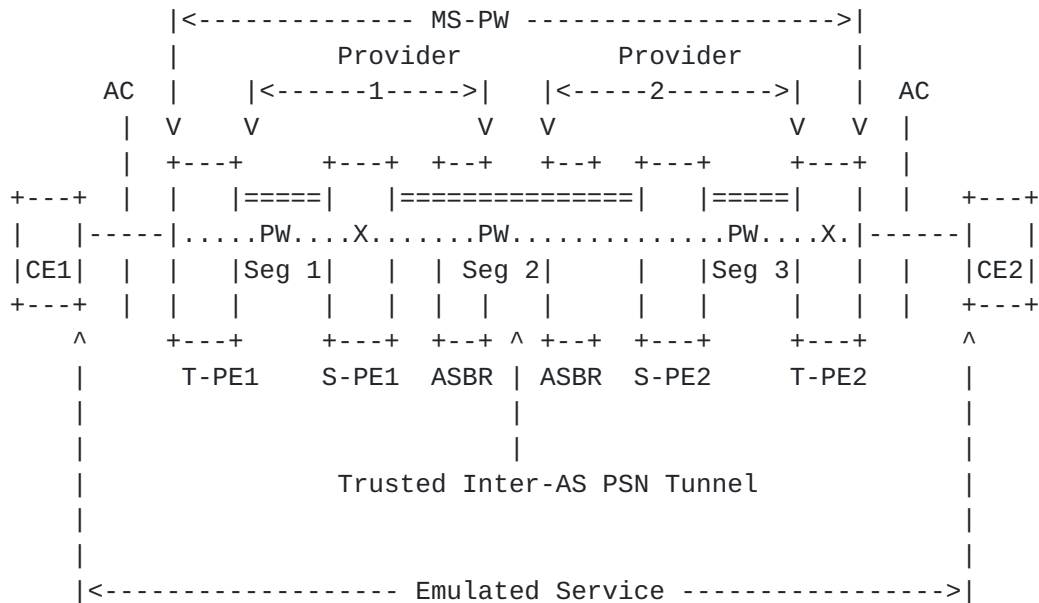 |<-------------- MS-PW ------------------>|
|          Provider         Provider      |
AC  |    |<------1----->|   |<-----2------->|   |  AC
|  V    V              V   V               V   V  |
|  +---+     +---+  +--+   +--+  +---+     +---+  |
+---+  |  |   |=====|   |===============|   |=====|   |  |   +---+
|   |-----|.....PW....X.......PW..............PW....X.|------|   |
|CE1|  |  |   |Seg 1|   |  | Seg 2|   |     |   |Seg 3|   |  |   |CE2|
+---+  |  |   |     |   |  |  |   |     |   |     |   |  |   +---+
^     +---+     +---+  +--+ ^ +--+  +---+     +---+      ^
|     T-PE1     S-PE1  ASBR | ASBR  S-PE2     T-PE2      |
|                           |                            |
|                           |                            |
|               Trusted Inter-AS PSN Tunnel              |
|                                                        |
|                                                        |
|<------------------- Emulated Service ----------------->|